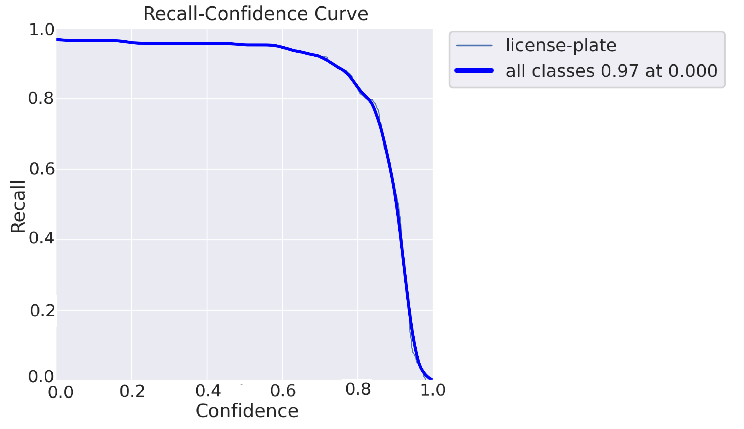 Recall-Confidence Curve
license-plate
all classes 0.97 at 0.000
1.0
0.8
0.6
0.4
0.2
0.0
Recall
0.0 0.2 0.4 0.6 0.8 1.0
Confidence